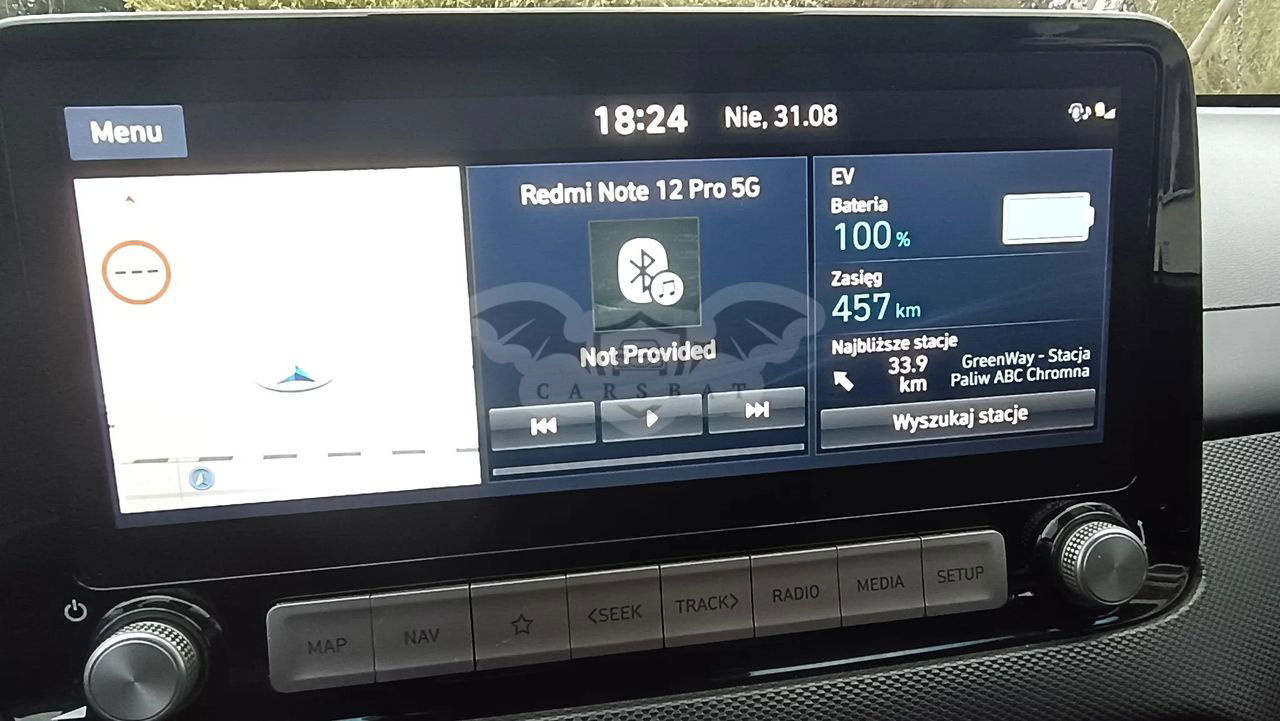 Menu
18:24 Nie, 31.08
---
Redmi Note 12 Pro 5G
Not Provided
EV
Bateria
100 %
Zasięg
457 km
Najbliższe stacje
33.9 GreenWay - Stacja
km Paliw ABC Chromna
Wyszukaj stacje
CARSBAT
MAP NAV <SEEK TRACK> RADIO MEDIA SETUP